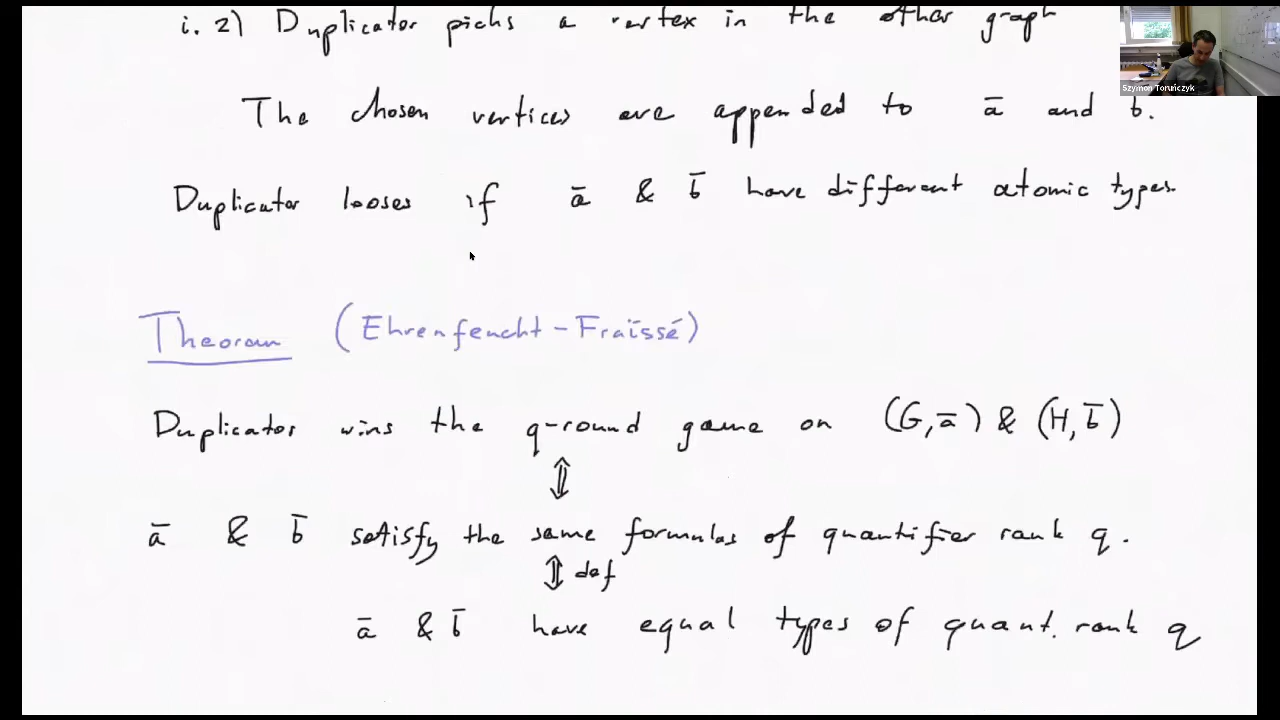 i. 2) Duplicator picks a vertex in the other graph
Szymon Toruńczyk
The chosen vertices are appended to ā and b̄.
Duplicator looses if ā & b̄ have different atomic types.
Theorem (Ehrenfeucht-Fraïssé)
Duplicator wins the q-round game on (G,ā) & (H,b̄)
⇕
ā & b̄ satisfy the same formulas of quantifier rank q.
⇕ def
ā & b̄ have equal types of quant. rank q